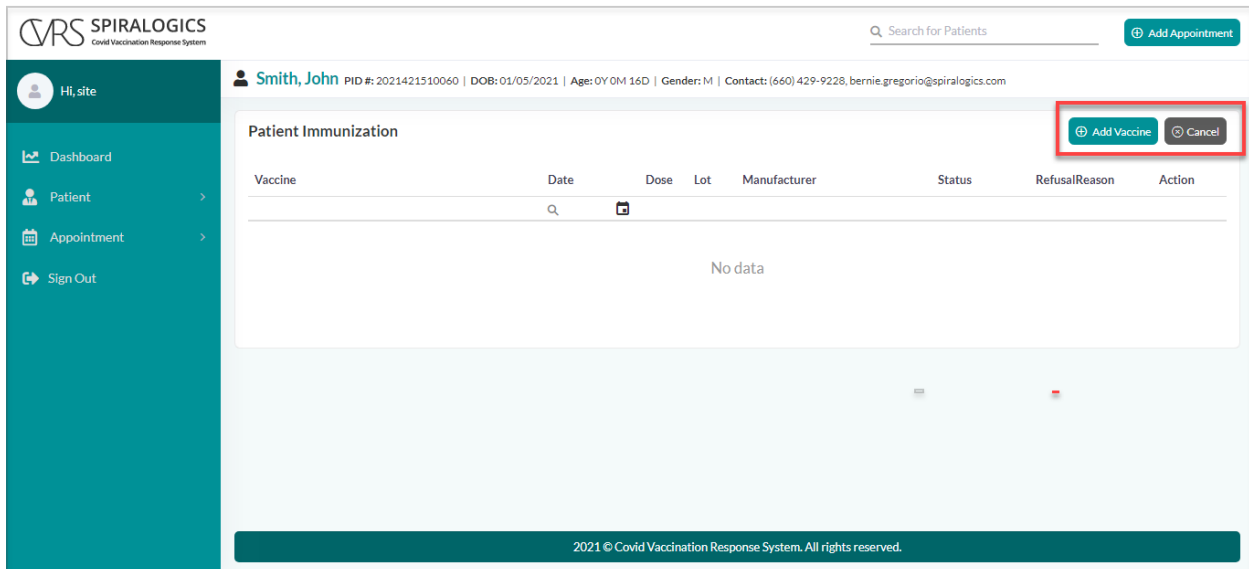 CVRS SPIRALOGICS
Covid Vaccination Response System
Search for Patients
Add Appointment
Hi, site
Smith, John PID #: 2021421510060 | DOB: 01/05/2021 | Age: 0Y 0M 16D | Gender: M | Contact: (660) 429-9228, bernie.gregorio@spiralogics.com
Patient Immunization
Add Vaccine
Cancel
Dashboard
Patient
Appointment
Sign Out
Vaccine Date Dose Lot Manufacturer Status RefusalReason Action
No data
2021 © Covid Vaccination Response System. All rights reserved.